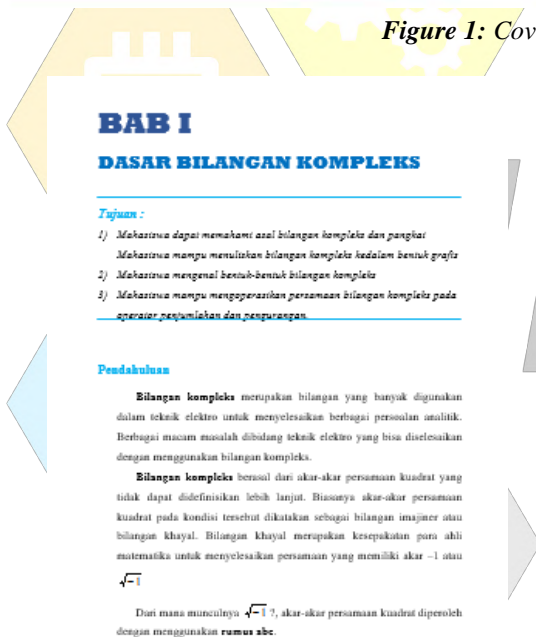 Figure 1: Cov
BAB I
DASAR BILANGAN KOMPLEKS
Tujuan :
1) Mahasiswa dapat memahami asal bilangan kompleks dan pangkat
Mahasiswa mampu menuliskan bilangan kompleks kedalam bentuk grafis
2) Mahasiswa mengenal bentuk-bentuk bilangan kompleks
3) Mahasiswa mampu mengoperasikan persamaan bilangan kompleks pada
operator penjumlahan dan pengurangan.
Pendahuluan
Bilangan kompleks merupakan bilangan yang banyak digunakan
dalam teknik elektro untuk menyelesaikan berbagai persoalan analitik.
Berbagai macam masalah dibidang teknik elektro yang bisa diselesaikan
dengan menggunakan bilangan kompleks.
Bilangan kompleks berasal dari akar-akar persamaan kuadrat yang
tidak dapat didefinisikan lebih lanjut. Biasanya akar-akar persamaan
kuadrat pada kondisi tersebut dikatakan sebagai bilangan imajiner atau
bilangan khayal. Bilangan khayal merupakan kesepakatan para ahli
matematika untuk menyelesaikan persamaan yang memiliki akar –1 atau
√-1
Dari mana munculnya √-1 ?, akar-akar persamaan kuadrat diperoleh
dengan menggunakan rumus abc.